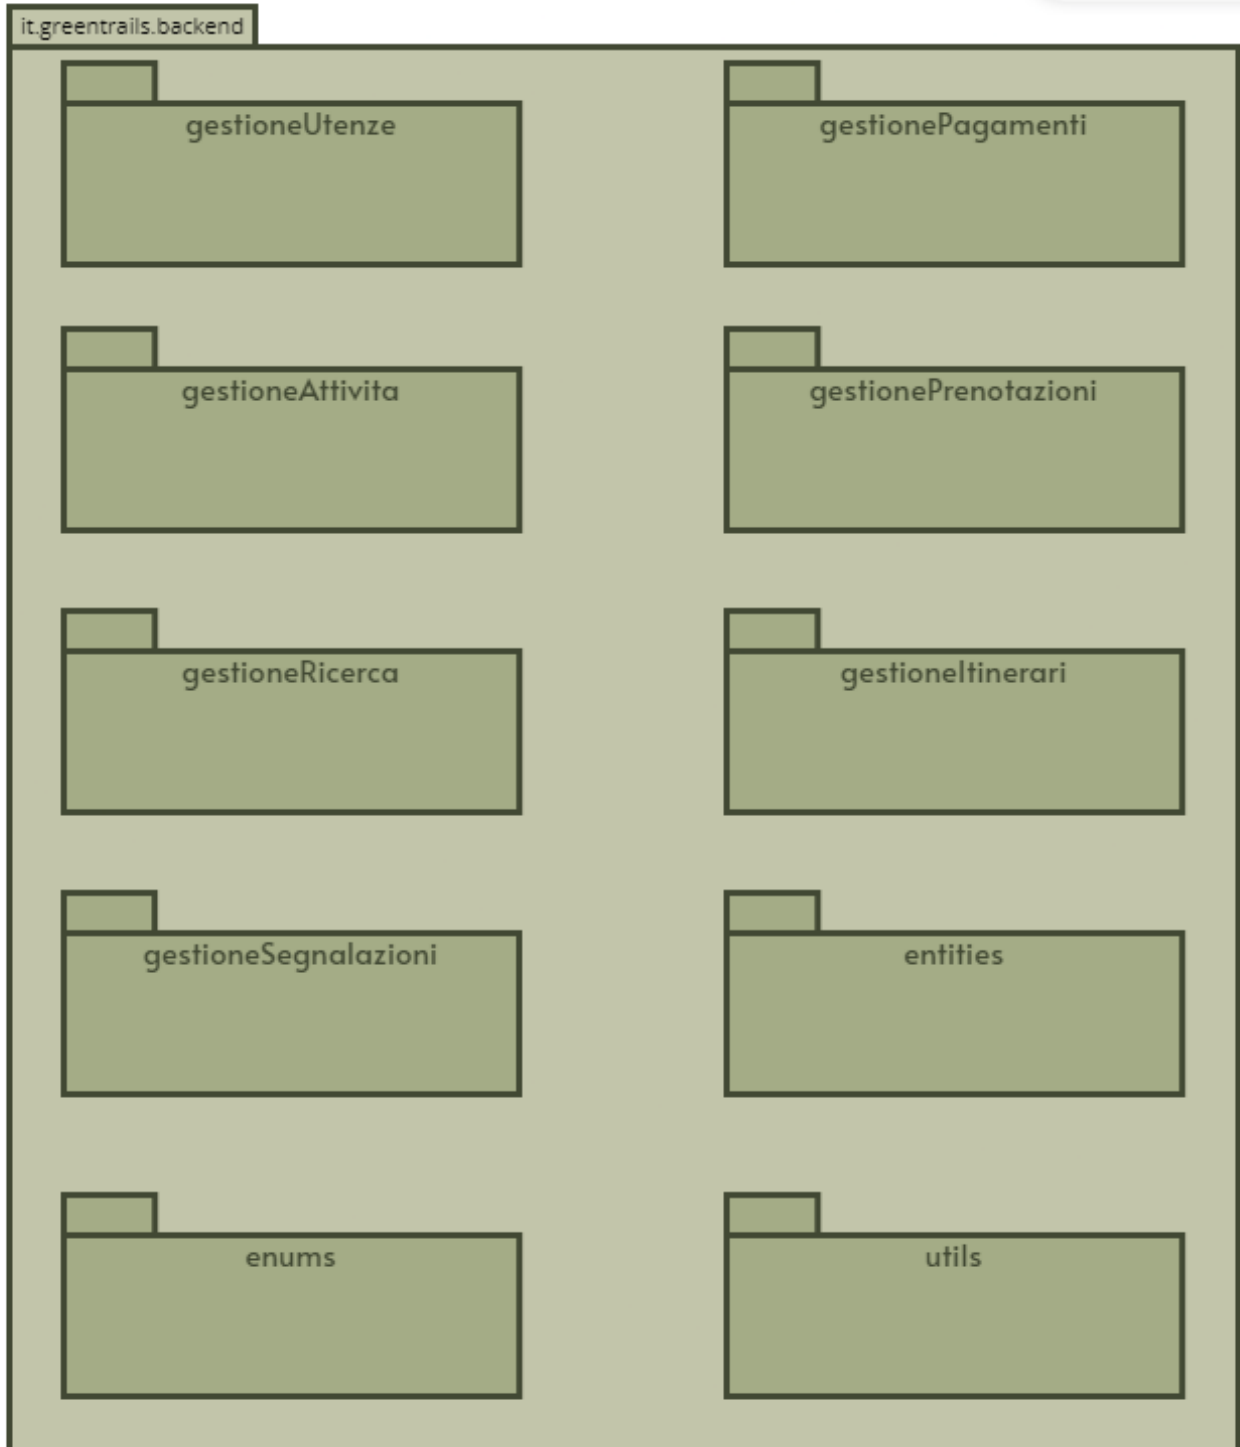 it.greentrails.backend
gestioneUtenze
gestionePagamenti
gestioneAttivita
gestionePrenotazioni
gestioneRicerca
gestioneItinerari
gestioneSegnalazioni
entities
enums
utils